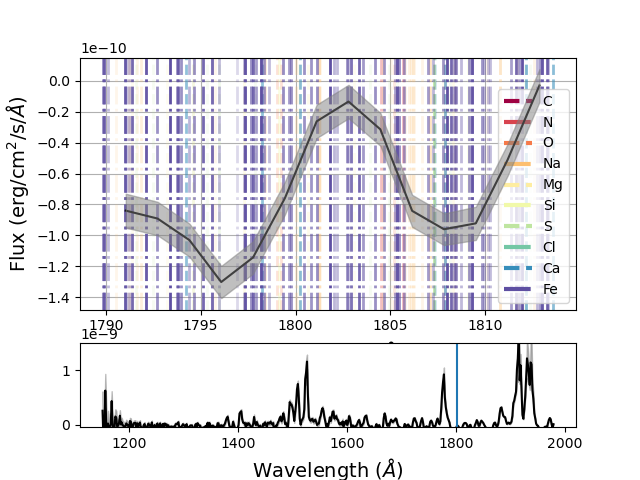 1e−10
0.0
−0.2
−0.4
−0.6
−0.8
−1.0
−1.2
−1.4
Flux (erg/cm²/s/Å)
C
N
O
Na
Mg
Si
S
Cl
Ca
Fe
1790 1795 1800 1805 1810
1e−9
1
0
1200 1400 1600 1800 2000
Wavelength (Å)